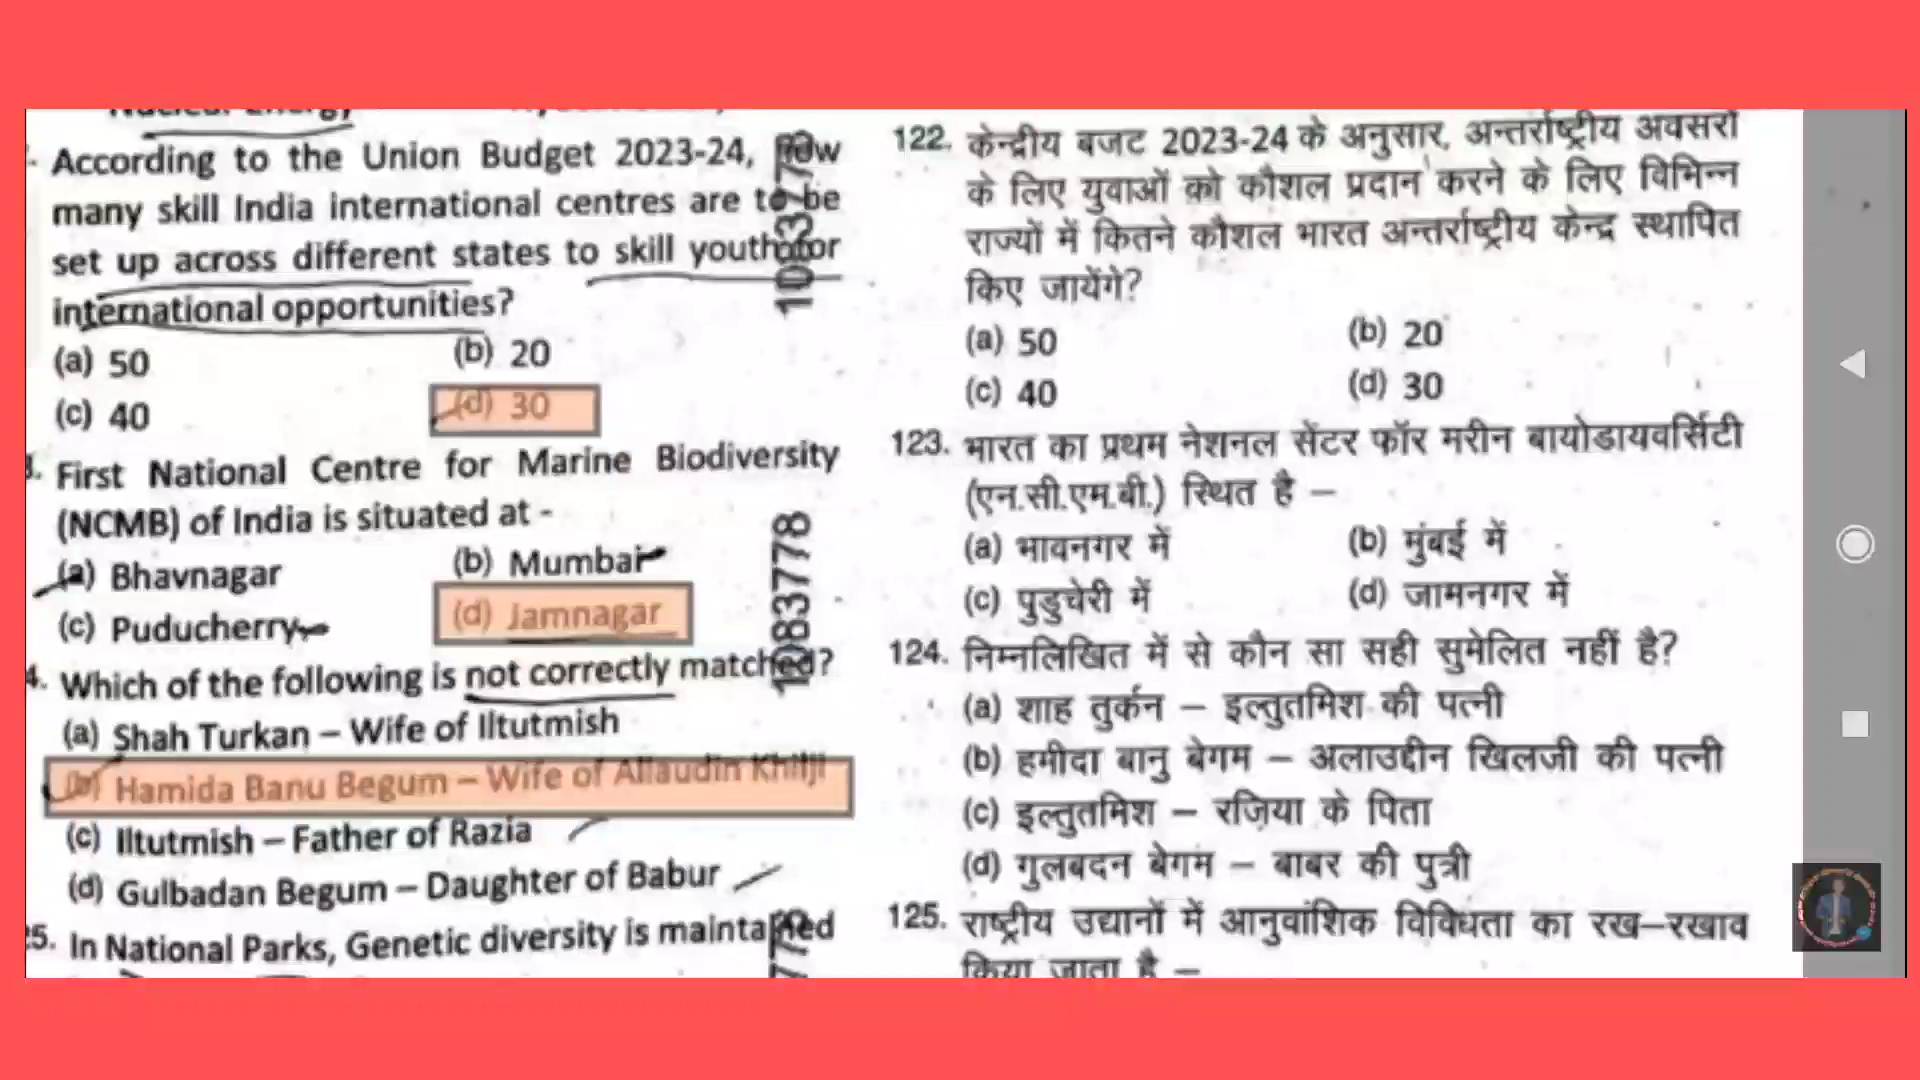 According to the Union Budget 2023-24, how
many skill India international centres are to be
set up across different states to skill youth for
international opportunities?
(a) 50 (b) 20
(c) 40 (d) 30
3. First National Centre for Marine Biodiversity
(NCMB) of India is situated at -
(a) Bhavnagar (b) Mumbai
(c) Puducherry (d) Jamnagar
4. Which of the following is not correctly matched?
(a) Shah Turkan – Wife of Iltutmish
(b) Hamida Banu Begum – Wife of Allaudin Khilji
(c) Iltutmish – Father of Razia
(d) Gulbadan Begum – Daughter of Babur
25. In National Parks, Genetic diversity is maintained
1083778
1083778
122. केन्द्रीय बजट 2023-24 के अनुसार, अन्तर्राष्ट्रीय अवसरों
के लिए युवाओं को कौशल प्रदान करने के लिए विभिन्न
राज्यों में कितने कौशल भारत अन्तर्राष्ट्रीय केन्द्र स्थापित
किए जायेंगे?
(a) 50 (b) 20
(c) 40 (d) 30
123. भारत का प्रथम नेशनल सेंटर फॉर मरीन बायोडायवर्सिटी
(एन.सी.एम.बी.) स्थित है –
(a) भावनगर में (b) मुंबई में
(c) पुडुचेरी में (d) जामनगर में
124. निम्नलिखित में से कौन सा सही सुमेलित नहीं है?
(a) शाह तुर्कन – इल्तुतमिश की पत्नी
(b) हमीदा बानु बेगम – अलाउद्दीन खिलजी की पत्नी
(c) इल्तुतमिश – रज़िया के पिता
(d) गुलबदन बेगम – बाबर की पुत्री
125. राष्ट्रीय उद्यानों में आनुवांशिक विविधता का रख–रखाव
किया जाता है –